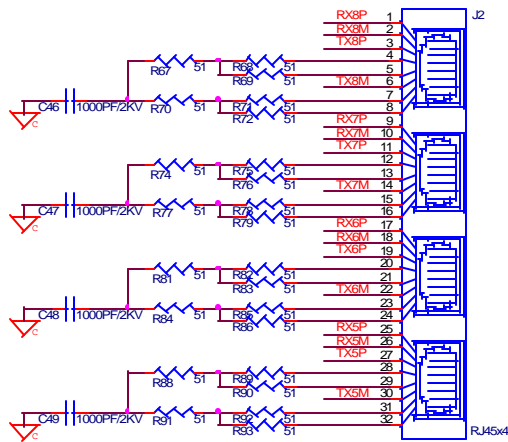 RX8P 1 J2
RX8M 2
TX8P 3
4
R67 51 R68 51
5
R69 51
TX8M 6
7
C46 1000PF/2KV R70 51 R71 51
8
R72 51
C
RX7P 9
RX7M 10
TX7P 11
12
R74 51 R75 51
13
R76 51
TX7M 14
15
C47 1000PF/2KV R77 51 R78 51
16
R79 51
C
RX6P 17
RX6M 18
TX6P 19
20
R81 51 R82 51
21
R83 51
TX6M 22
23
C48 1000PF/2KV R84 51 R85 51
24
R86 51
C
RX5P 25
RX5M 26
TX5P 27
28
R88 51 R89 51
29
R90 51
TX5M 30
31
C49 1000PF/2KV R91 51 R92 51
32
R93 51 RJ45x4
C